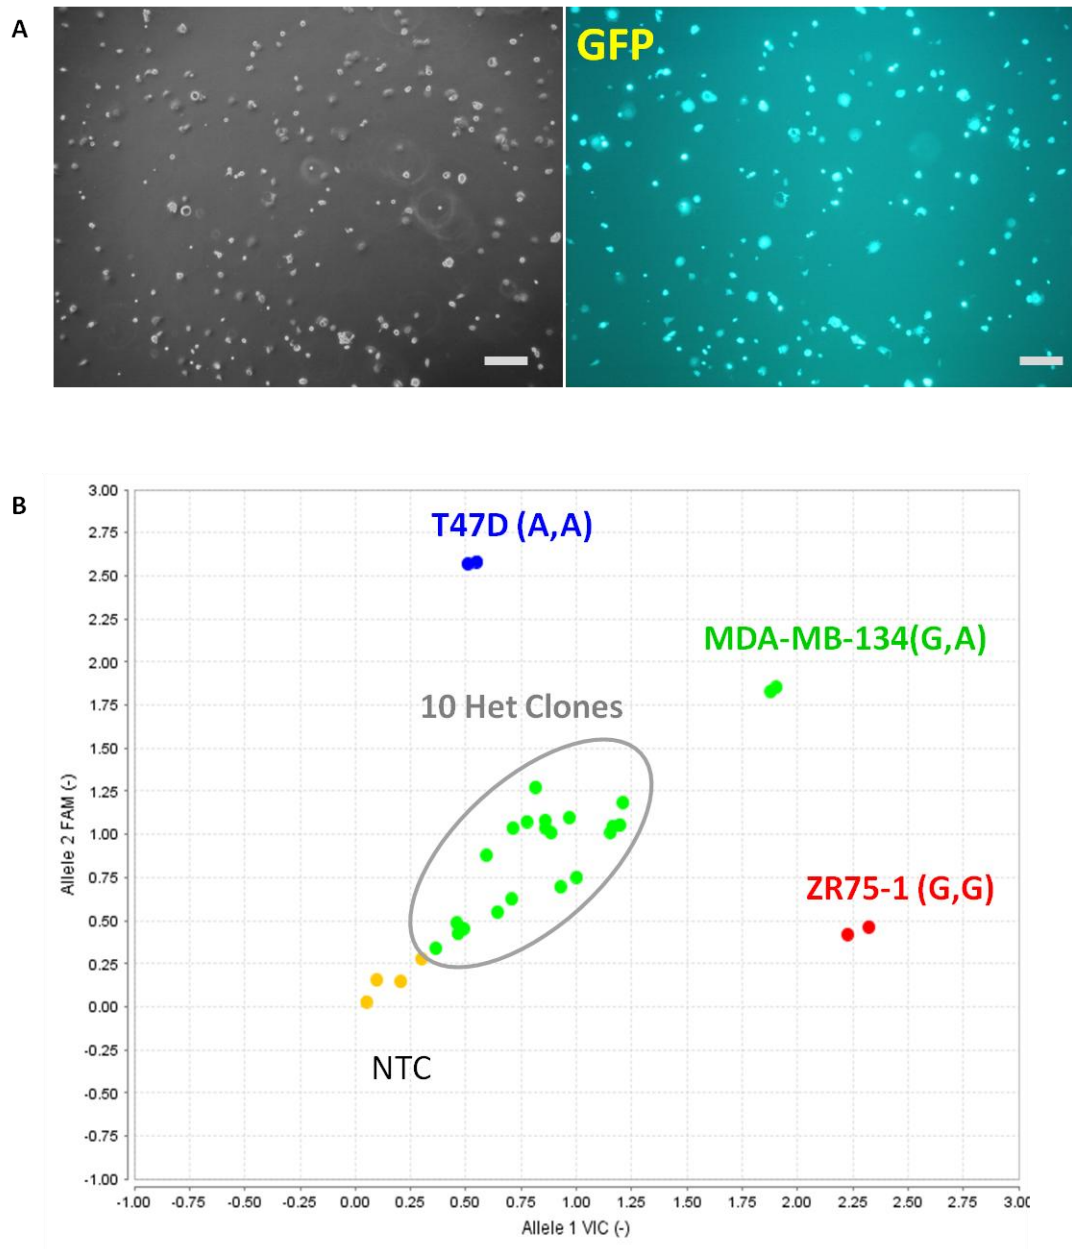 A
GFP
B
3.00
2.75
2.50
2.25
2.00
1.75
1.50
1.25
1.00
0.75
0.50
0.25
0.00
-0.25
-0.50
-0.75
-1.00
Allele 2 FAM (-)
T47D (A,A)
MDA-MB-134(G,A)
10 Het Clones
ZR75-1 (G,G)
NTC
-1.00 -0.75 -0.50 -0.25 0.00 0.25 0.50 0.75 1.00 1.25 1.50 1.75 2.00 2.25 2.50 2.75 3.00
Allele 1 VIC (-)